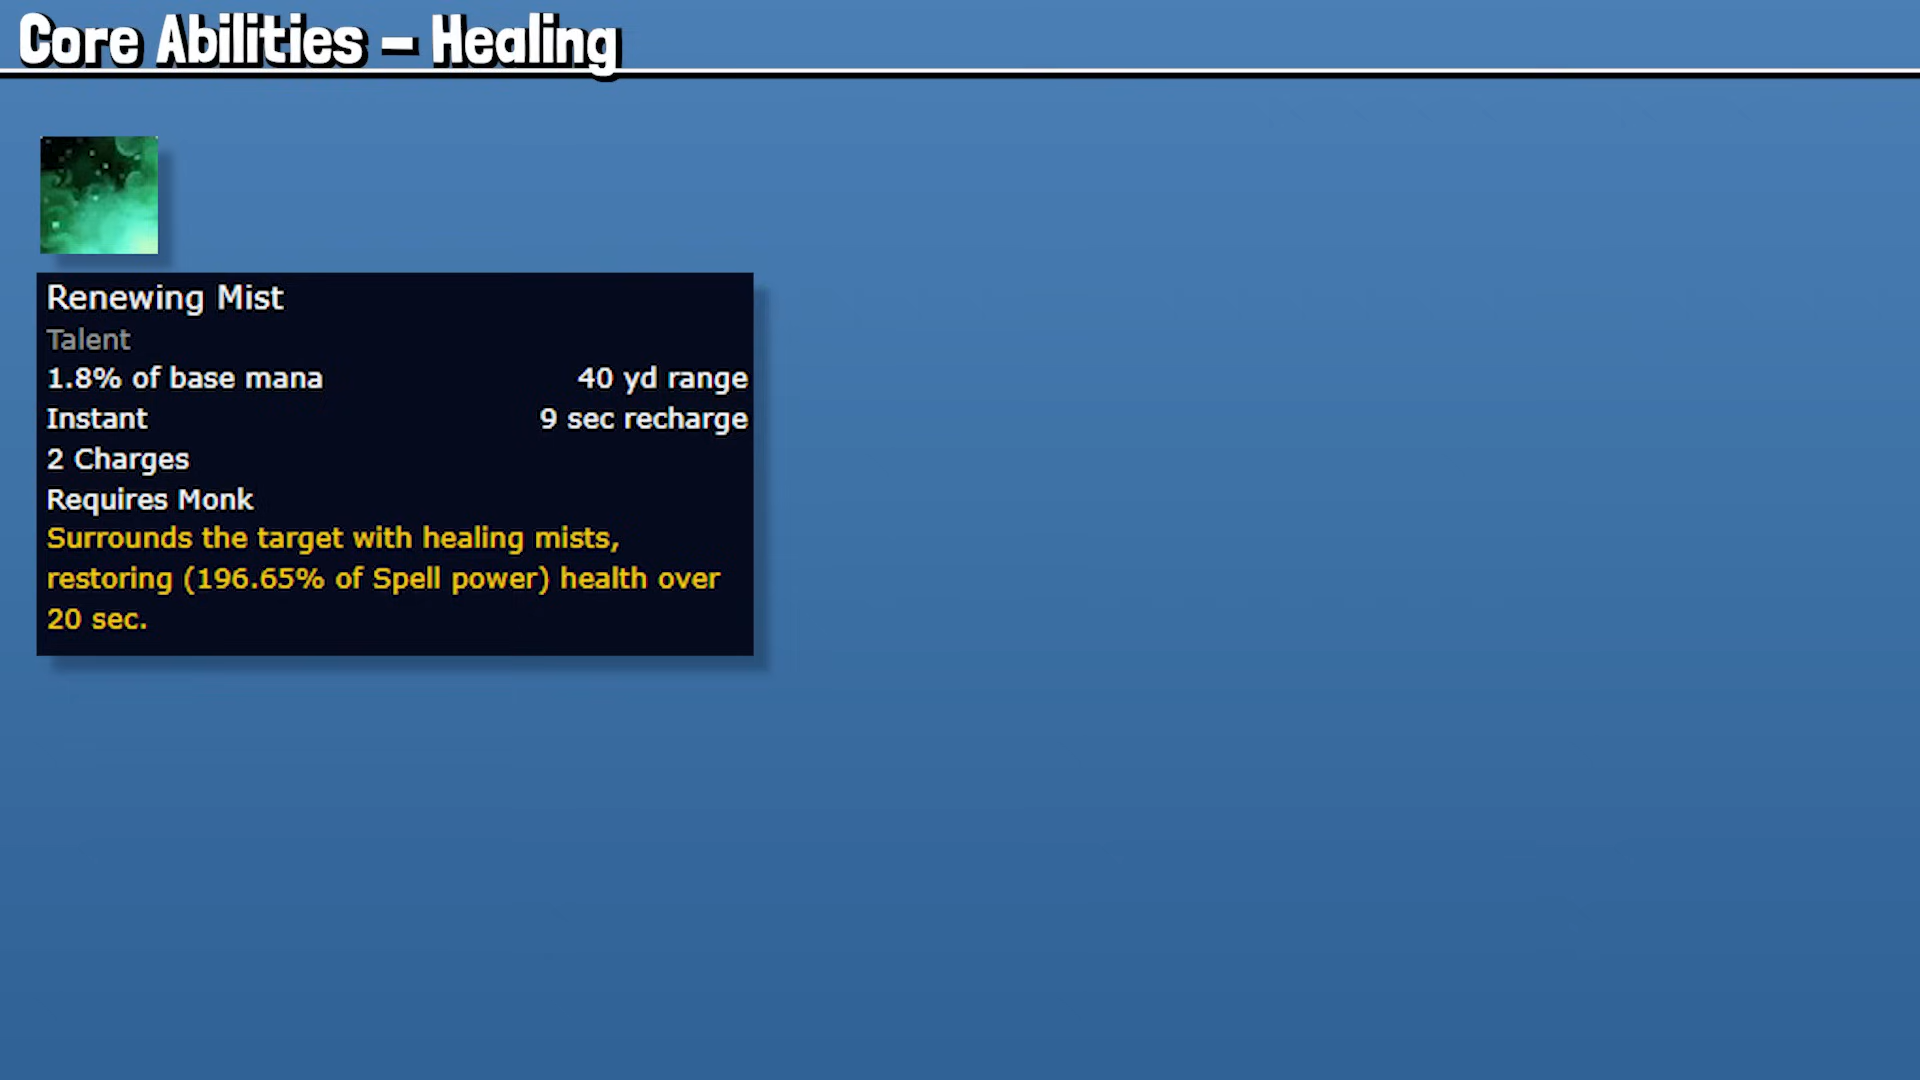 Core Abilities – Healing
Renewing Mist
Talent
1.8% of base mana 40 yd range
Instant 9 sec recharge
2 Charges
Requires Monk
Surrounds the target with healing mists,
restoring (196.65% of Spell power) health over
20 sec.